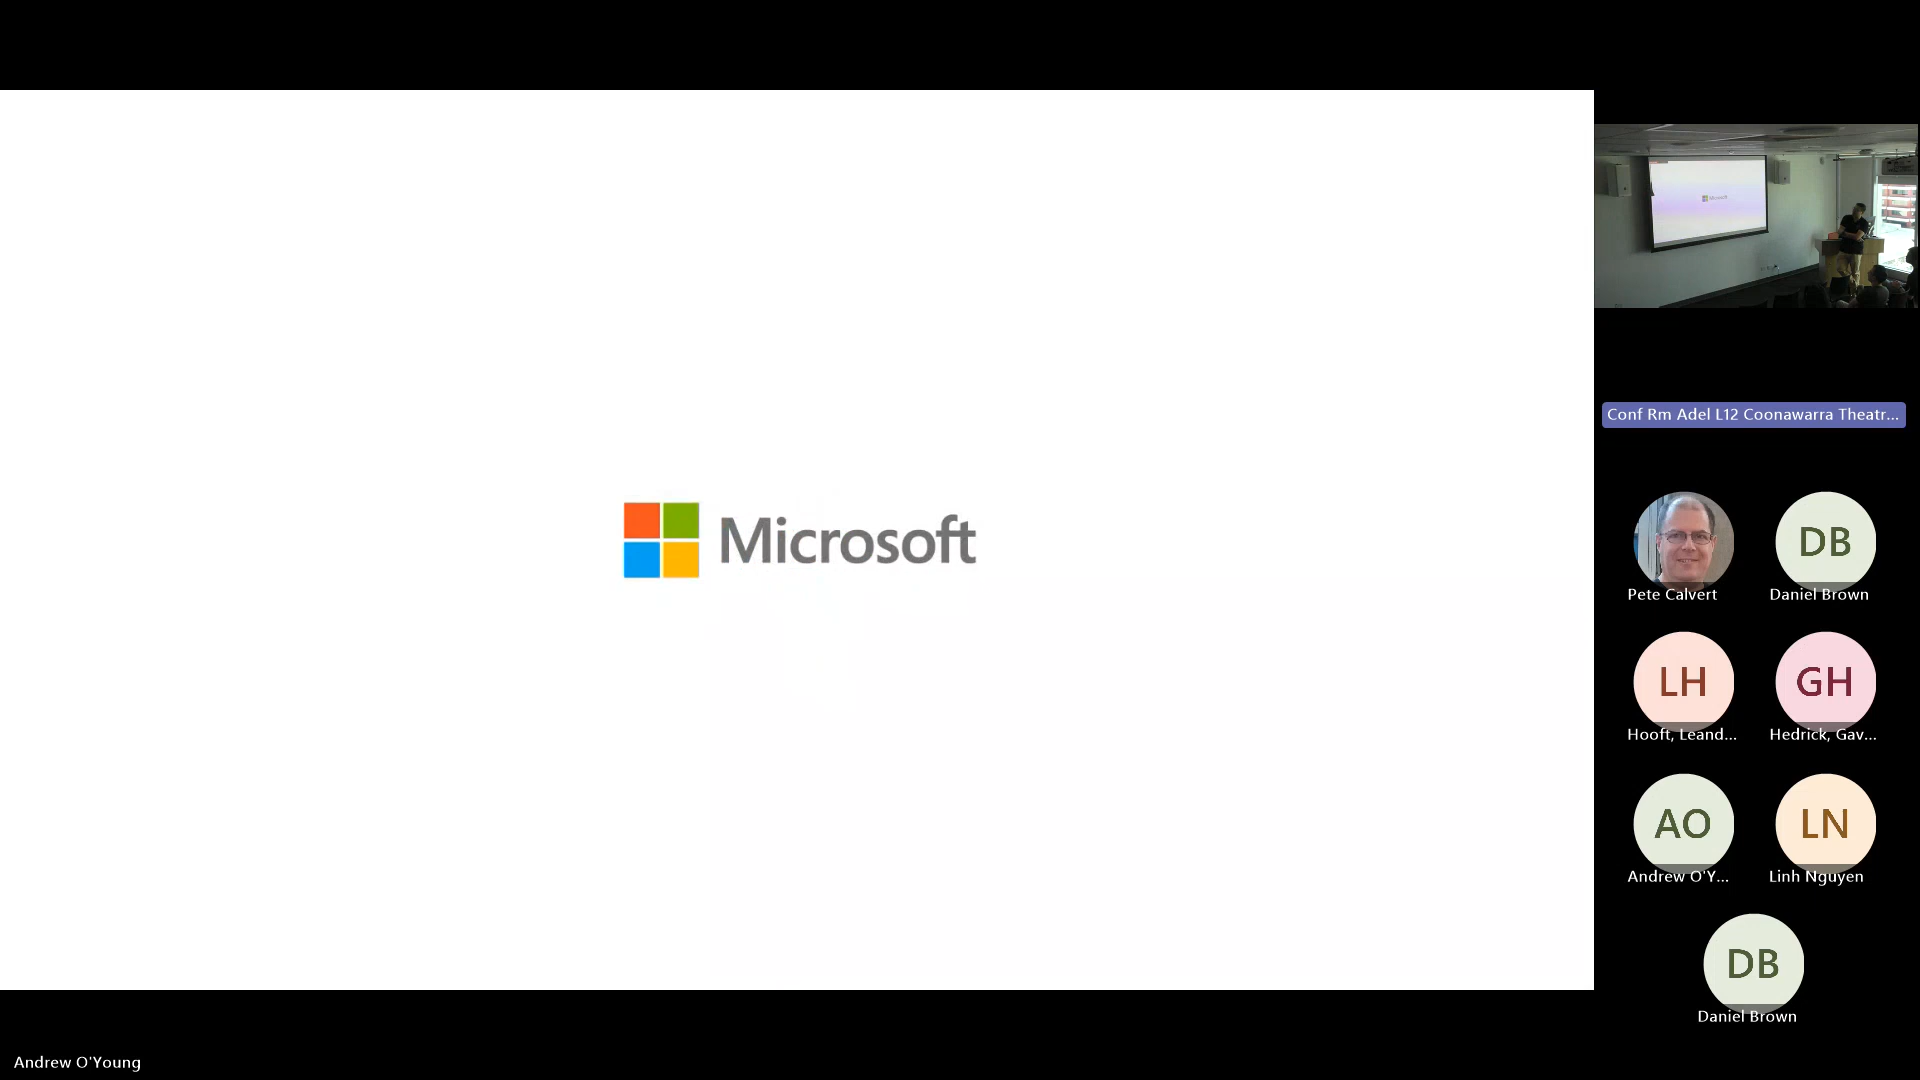 Microsoft
Conf Rm Adel L12 Coonawarra Theatr...
Pete Calvert
DB
Daniel Brown
LH
Hooft, Leand...
GH
Hedrick, Gav...
AO
Andrew O'Y...
LN
Linh Nguyen
DB
Daniel Brown
Andrew O'Young